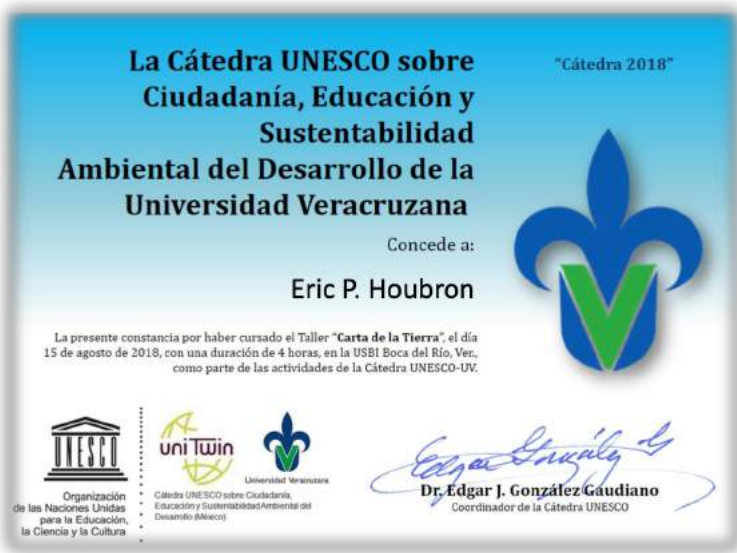 La Cátedra UNESCO sobre
Ciudadanía, Educación y
Sustentabilidad
Ambiental del Desarrollo de la
Universidad Veracruzana
"Cátedra 2018"
Concede a:
Eric P. Houbron
La presente constancia por haber cursado el Taller "Carta de la Tierra", el día
15 de agosto de 2018, con una duración de 4 horas, en la USBI Boca del Río, Ver.,
como parte de las actividades de la Cátedra UNESCO-UV.
UNESCO
Organización
de las Naciones Unidas
para la Educación,
la Ciencia y la Cultura
uniTwin
Universidad Veracruzana
Cátedra UNESCO sobre Ciudadanía,
Educación y Sustentabilidad Ambiental del
Desarrollo (México)
Edgar González G
Dr. Edgar J. González Gaudiano
Coordinador de la Cátedra UNESCO